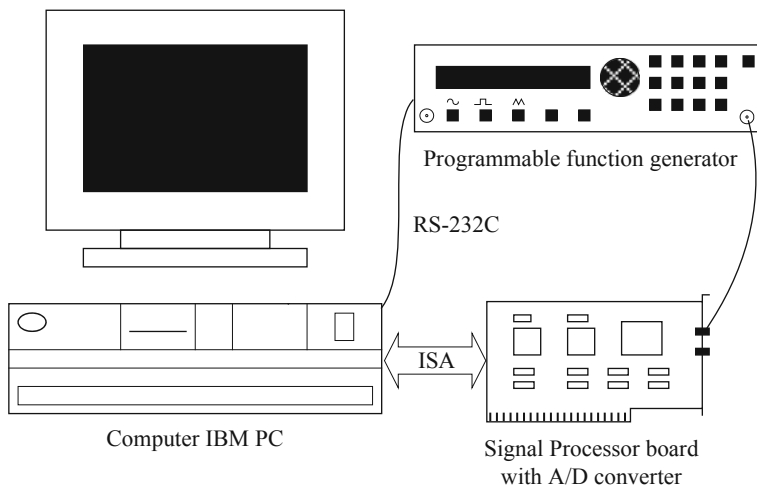 Programmable function generator
RS-232C
ISA
Computer IBM PC
Signal Processor board
with A/D converter